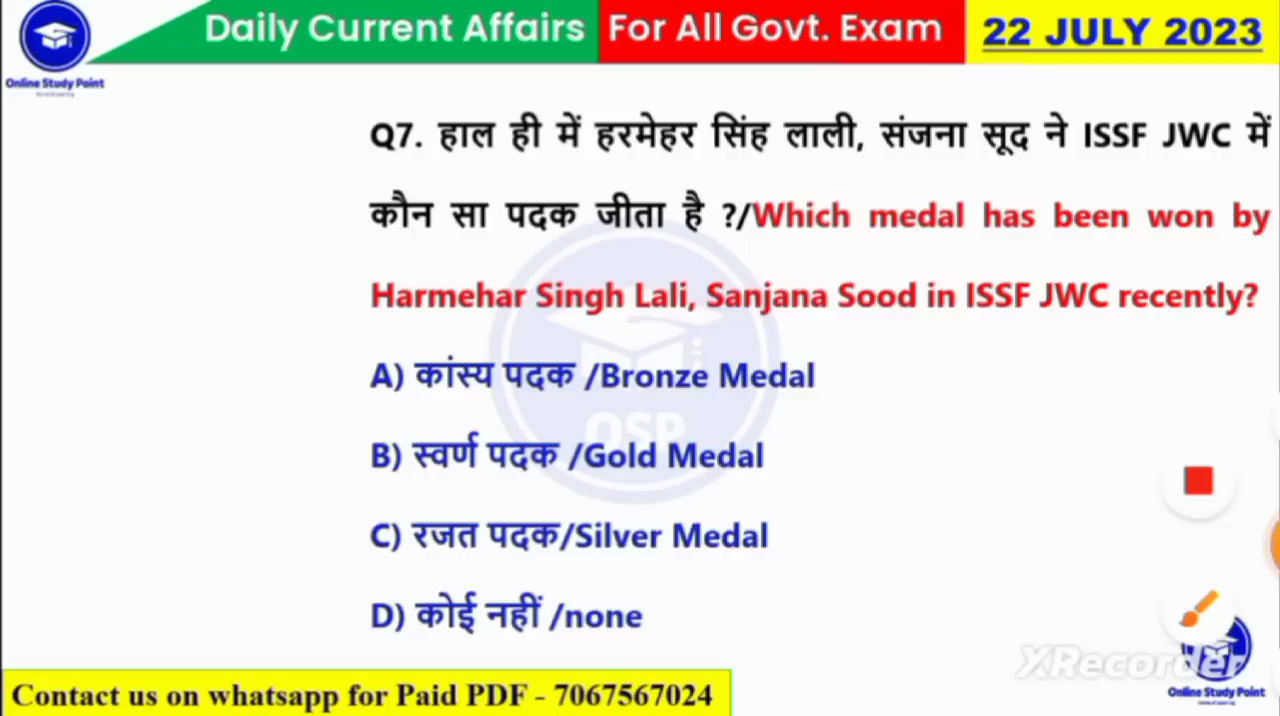 Daily Current Affairs For All Govt. Exam 22 JULY 2023
Online Study Point
Q7. हाल ही में हरमेहर सिंह लाली, संजना सूद ने ISSF JWC में
कौन सा पदक जीता है ?/Which medal has been won by
Harmehar Singh Lali, Sanjana Sood in ISSF JWC recently?
A) कांस्य पदक /Bronze Medal
OSP
B) स्वर्ण पदक /Gold Medal
C) रजत पदक/Silver Medal
D) कोई नहीं /none
XRecorder
Online Study Point
Contact us on whatsapp for Paid PDF - 7067567024